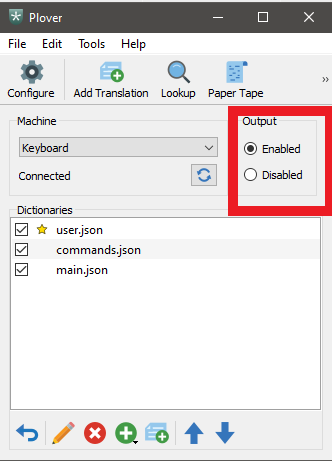 Plover
File Edit Tools Help
Configure Add Translation Lookup Paper Tape »
Machine Output
Keyboard Enabled
Connected Disabled
Dictionaries
user.json
commands.json
main.json